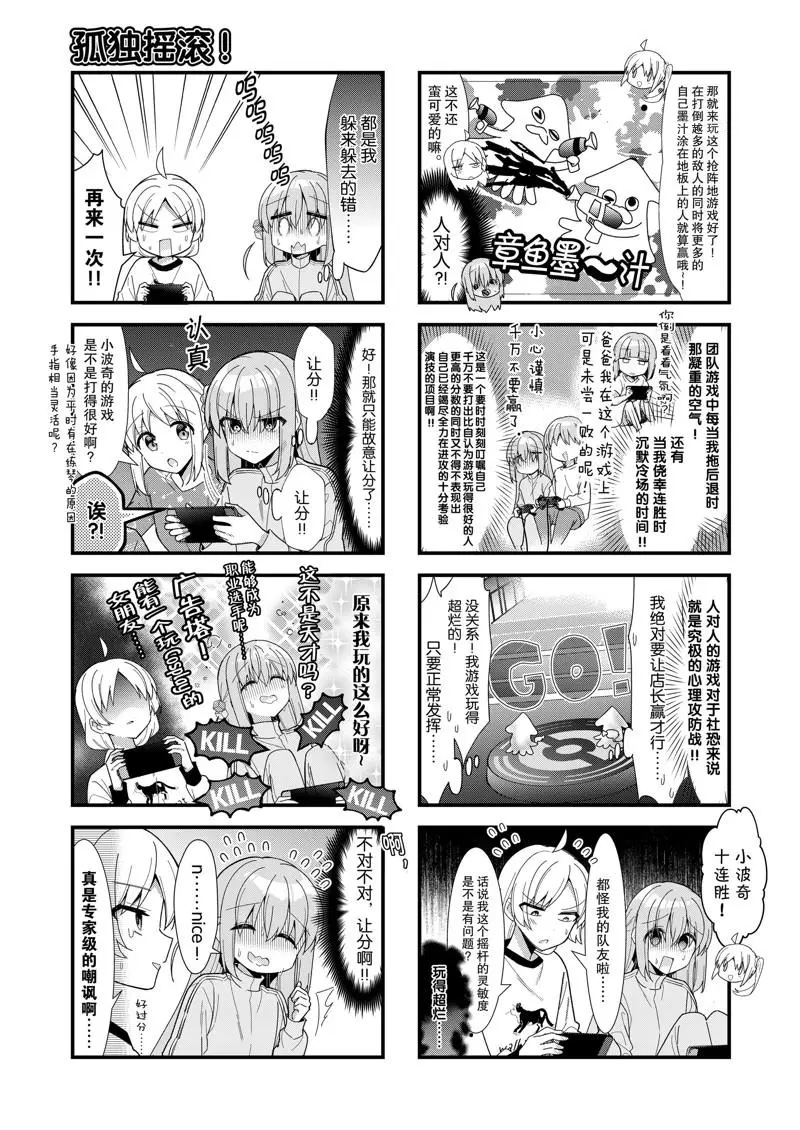 孤独摇滚！
那就来玩这个抢阵地游戏好了！
在打倒越多的敌人的同时将更多的
自己墨汁涂在地板上的人就算赢哦~！
这不还
蛮可爱的嘛。
章鱼墨～汁
人对人?!
你倒是看看气氛啊?
团队游戏中每当我拖后退时
那凝重的空气！
还有
当我侥幸连胜时
沉默冷场的时间!!
爸爸我在这个游戏上
可是未尝一败的呢！
小心谨慎
千万不要赢了
这是一个要时时刻刻叮嘱自己
千万不要打出比自认为游戏玩得很好的人
更高的分数的同时又不得不表现出
自己已经竭尽全力在进攻的十分考验
演技的项目啊!!
人对人的游戏对于社恐来说
就是究极的心理攻防战!!
我绝对要让店长赢才行……
GO!
没关系！我游戏玩得
超烂的！
只要正常发挥……
小波奇
十连胜！
都怪我的队友啦……
话说我这个摇杆的灵敏度
是不是有问题？
玩得超烂……
都是我
躲来躲去的错……
再来一次!!
好！那就只能故意让分了……
让分!!
让分!!
认真
小波奇的游戏
是不是打得很好啊？
好像因为平时有在练琴的原因
手指相当灵活呢？
诶?!
原来我玩的这么好呀~
这不是天才吗？
能够成为
职业选手呢……
广告塔！
能有一个玩(sofu)的
女朋友……
KILL
KILL
KILL
KILL
啊，
不对不对，让分!!
n……nice！
真是专家级的嘲讽啊……
好过分……